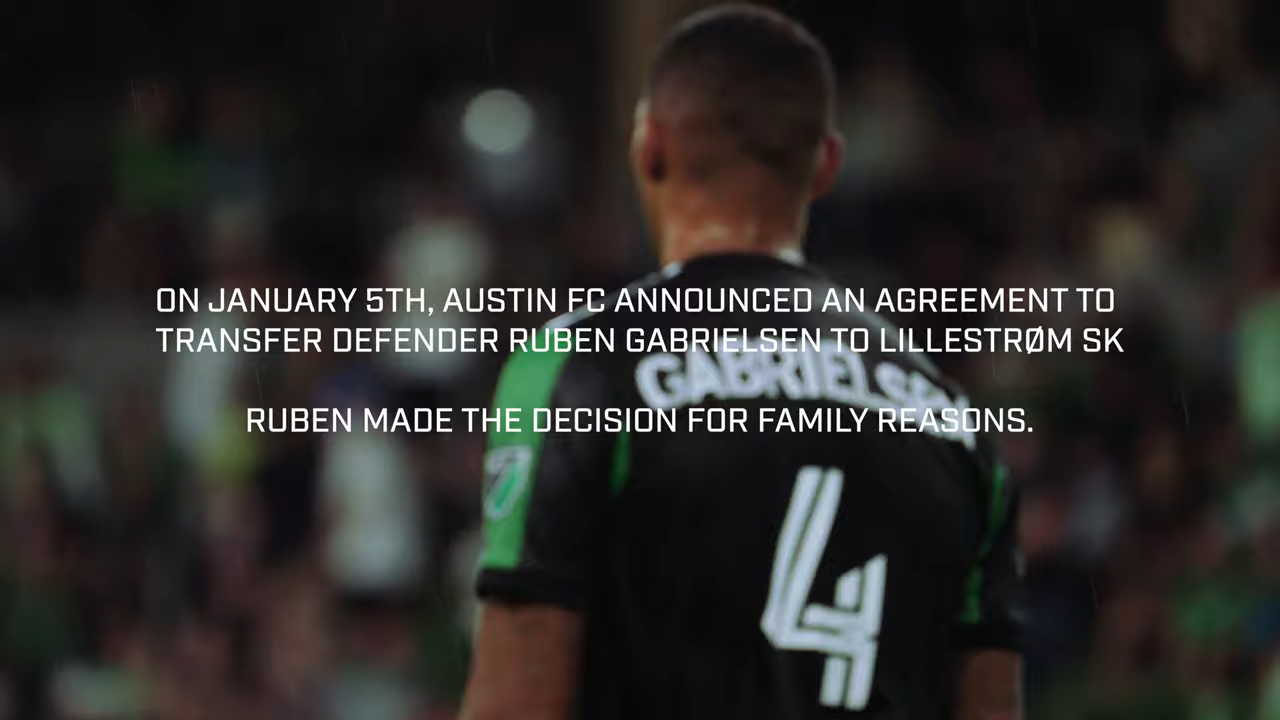 ON JANUARY 5TH, AUSTIN FC ANNOUNCED AN AGREEMENT TO
TRANSFER DEFENDER RUBEN GABRIELSEN TO LILLESTRØM SK
GABRIELSEN
RUBEN MADE THE DECISION FOR FAMILY REASONS.
4